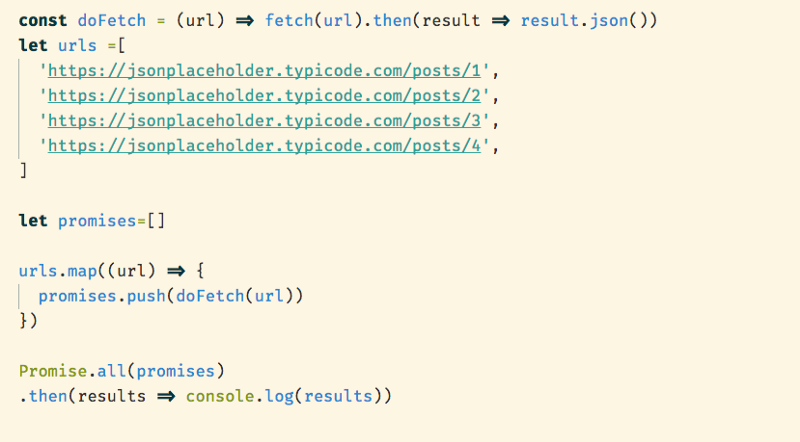 const doFetch = (url) => fetch(url).then(result => result.json())
let urls =[
  'https://jsonplaceholder.typicode.com/posts/1',
  'https://jsonplaceholder.typicode.com/posts/2',
  'https://jsonplaceholder.typicode.com/posts/3',
  'https://jsonplaceholder.typicode.com/posts/4',
]

let promises=[]

urls.map((url) => {
  promises.push(doFetch(url))
})

Promise.all(promises)
.then(results => console.log(results))